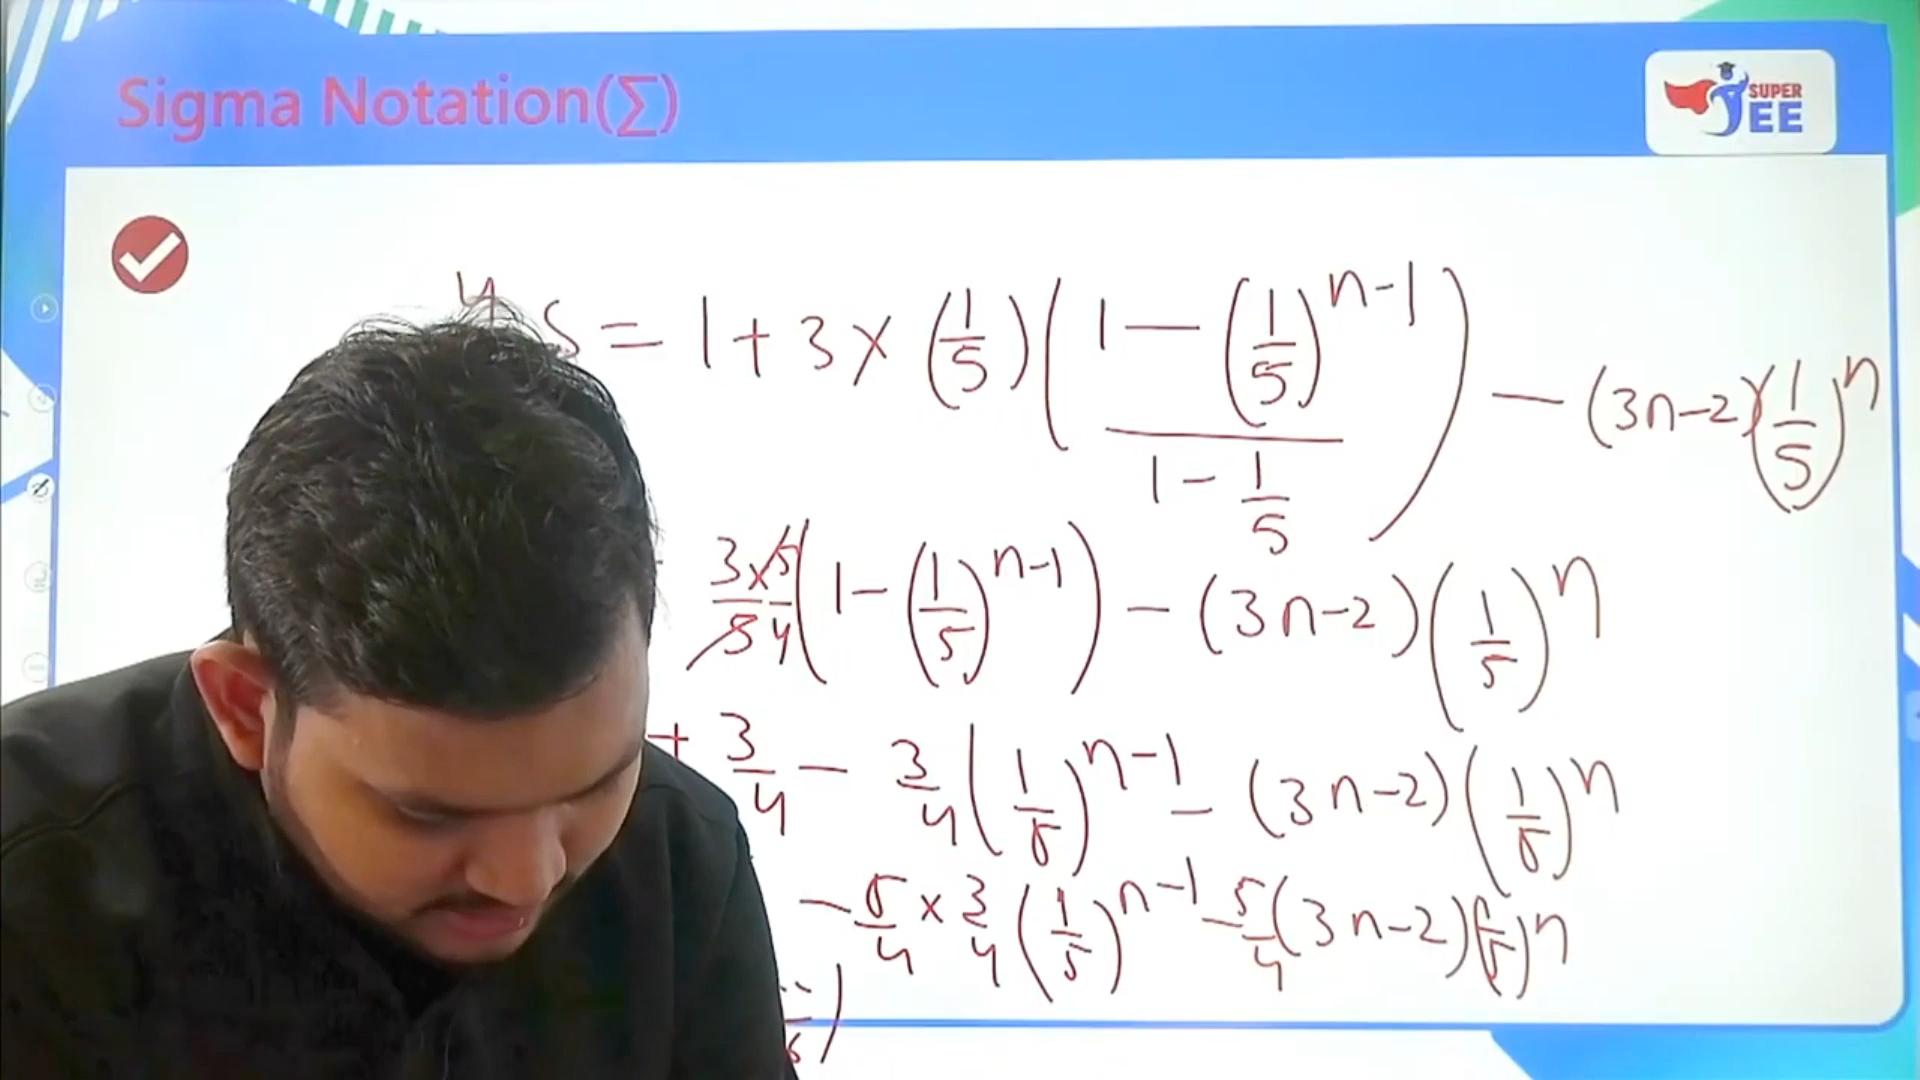 Sigma Notation(∑)
SUPER
JEE
4 S = 1 + 3 × (1/5) ( (1 − (1/5)^(n−1)) / (1 − 1/5) ) − (3n−2)(1/5)^n
(3×5)/(5 4) (1 − (1/5)^(n−1)) − (3n−2)(1/5)^n
+ 3/4 − 3/4 (1/5)^(n−1) − (3n−2)(1/5)^n
− 5/4 × 3/4 (1/5)^(n−1) − 5/4 (3n−2)(1/5)^n